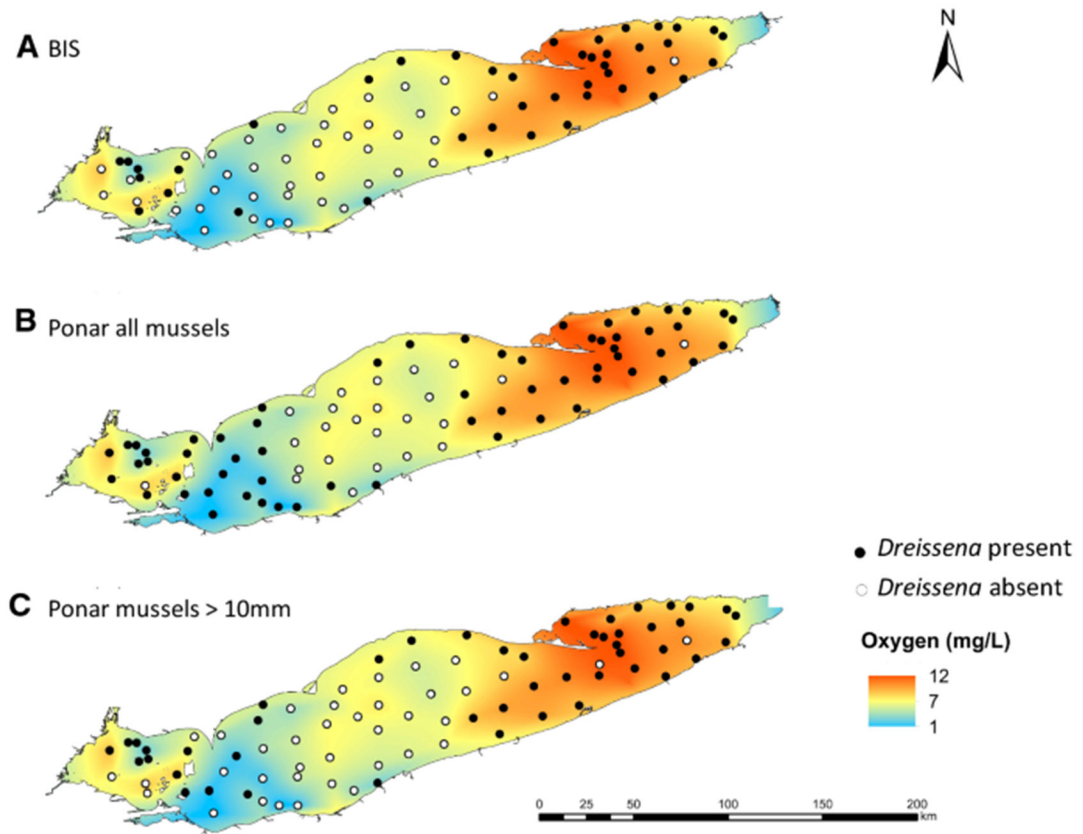 A BIS
N
B Ponar all mussels
Dreissena present
Dreissena absent
C Ponar mussels > 10mm
Oxygen (mg/L)
12
7
1
0 25 50 100 150 200
km